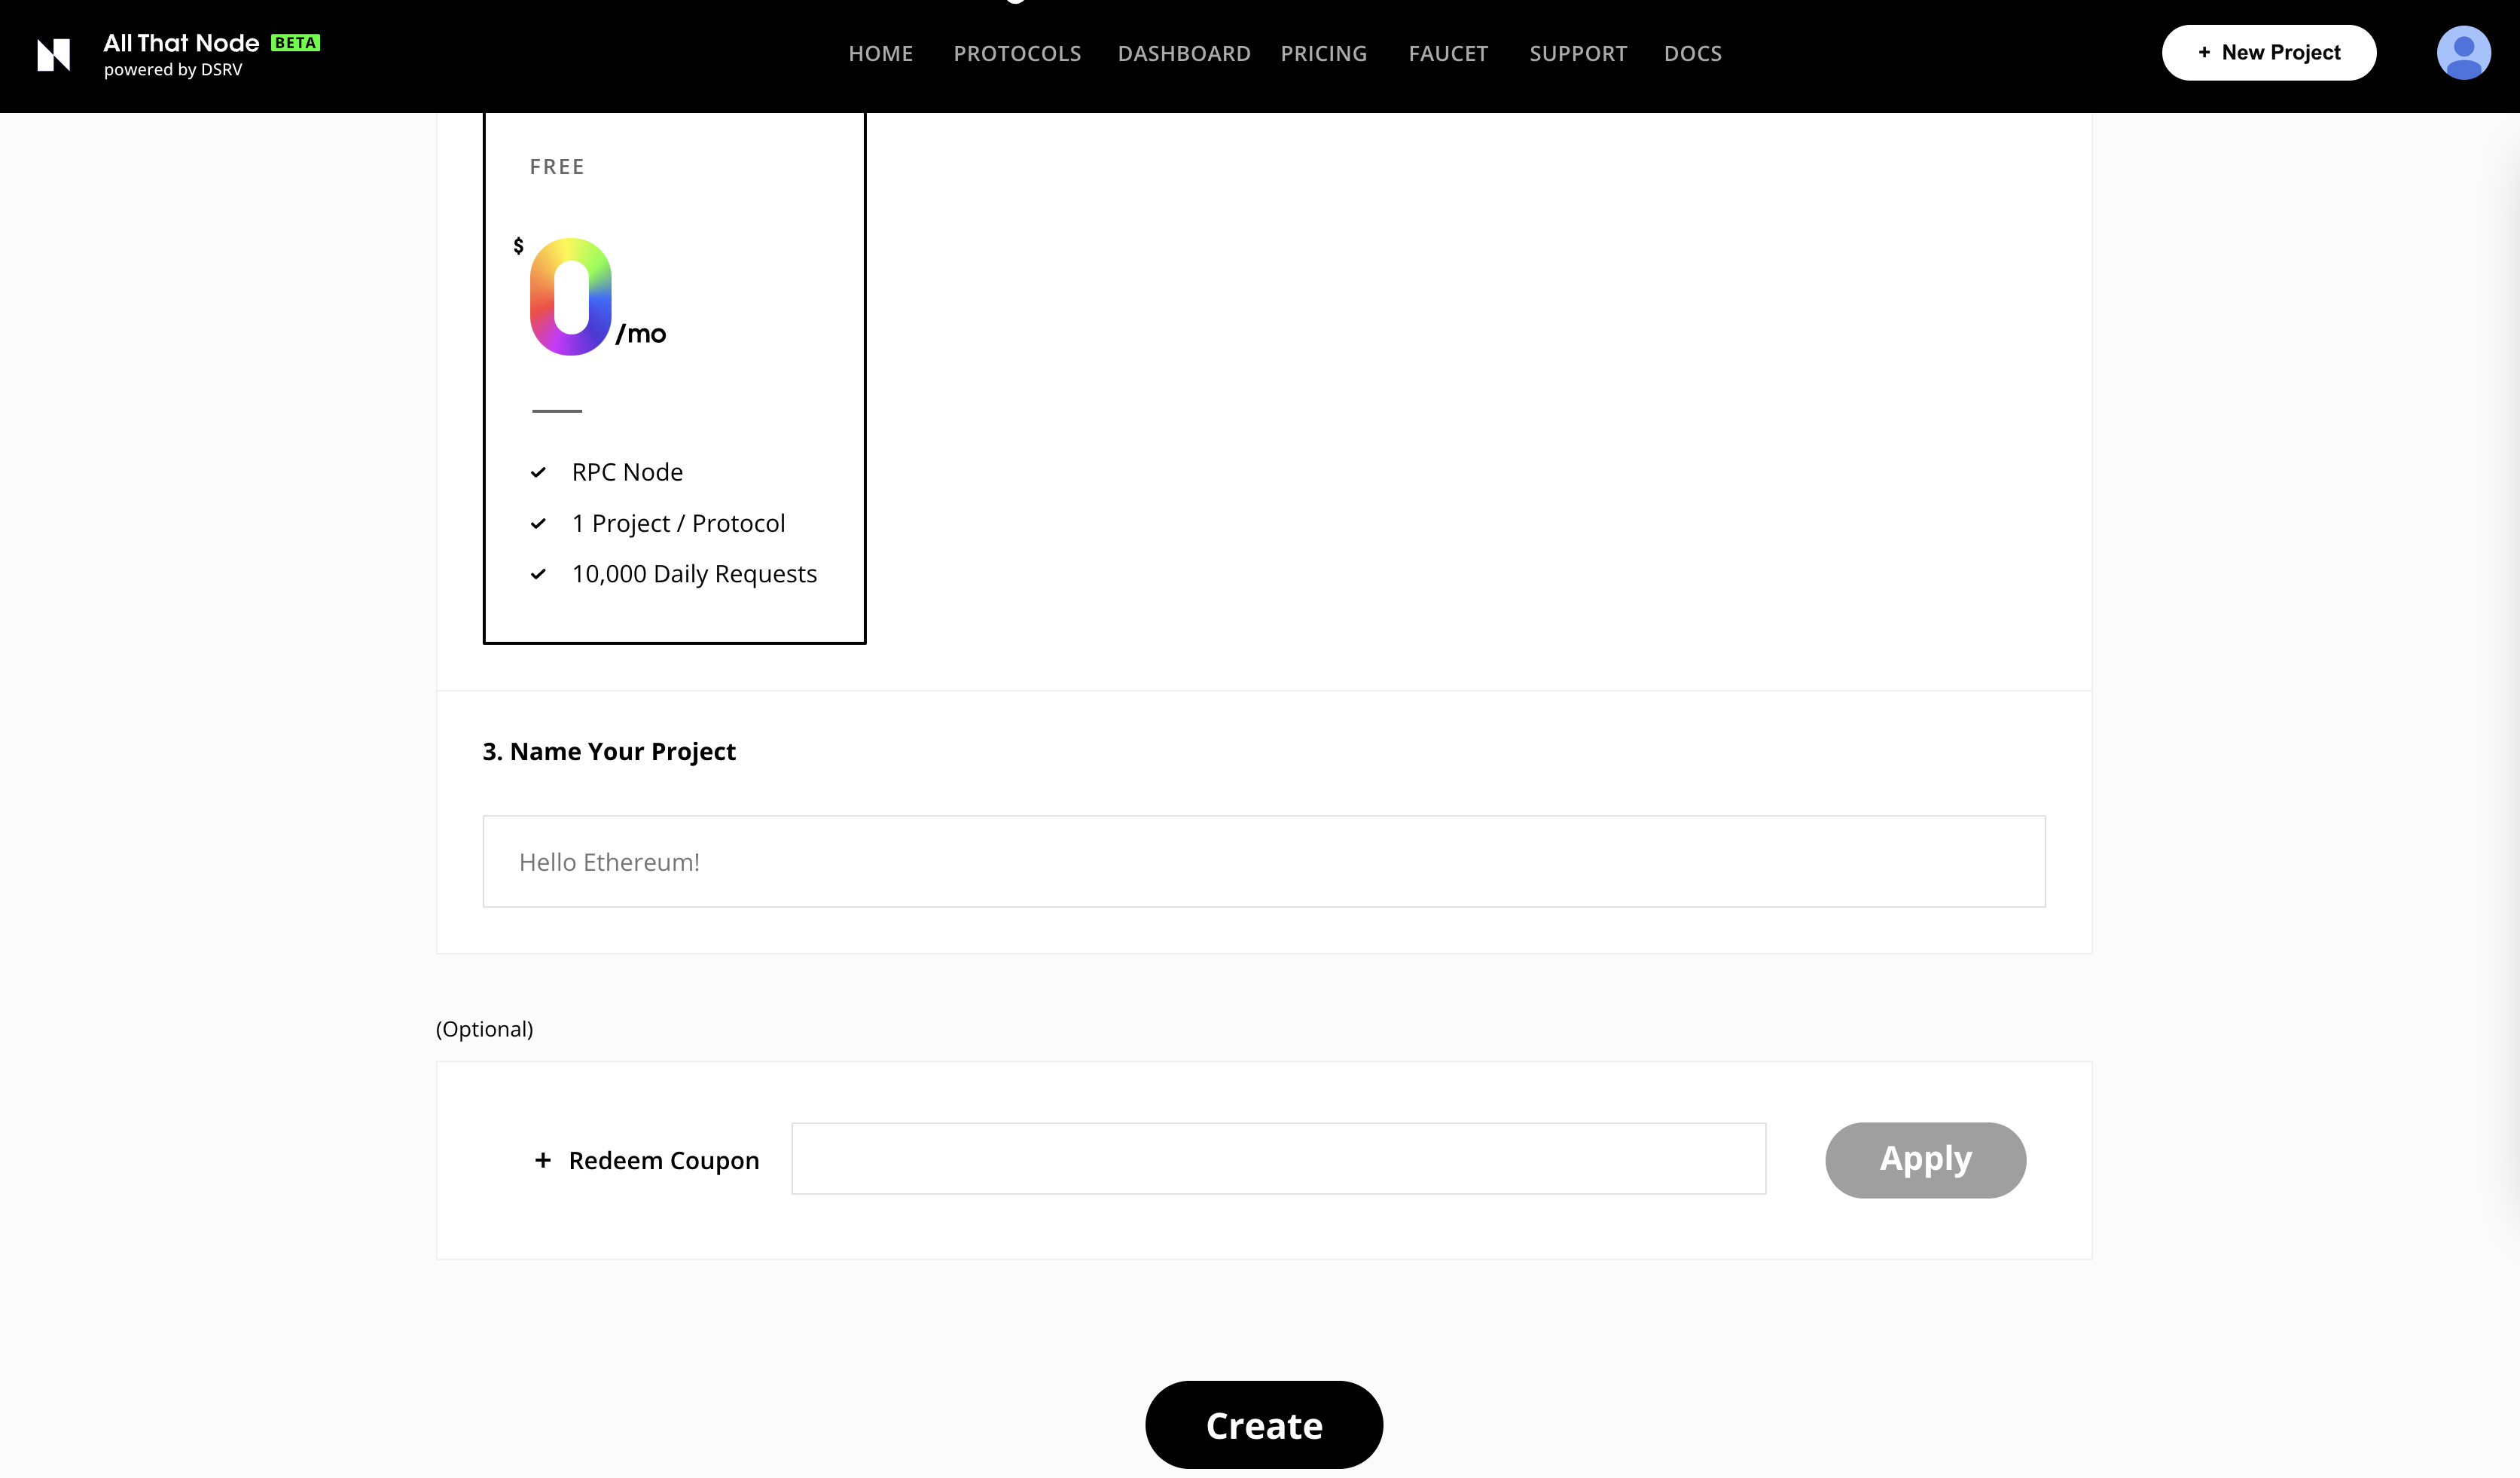 All That Node BETA
powered by DSRV
HOME PROTOCOLS DASHBOARD PRICING FAUCET SUPPORT DOCS
+ New Project
FREE
$0/mo
RPC Node
1 Project / Protocol
10,000 Daily Requests
3. Name Your Project
Hello Ethereum!
(Optional)
+ Redeem Coupon
Apply
Create